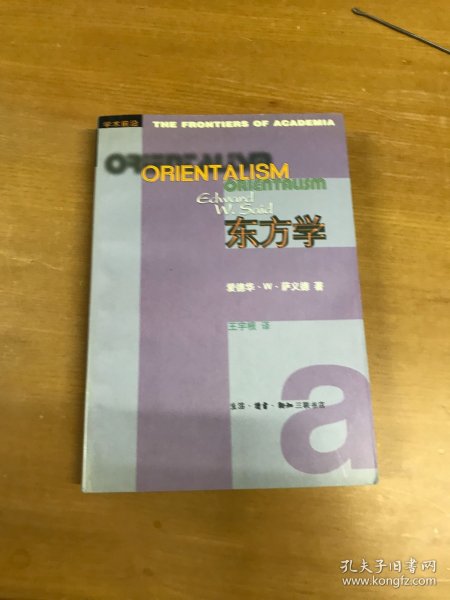 学术前沿 THE FRONTIERS OF ACADEMIA
ORIENTALISM
ORIENTALISM
ORIENTALISM
Edward
W. Said
东方学
爱德华·W·萨义德 著
王宇根 译
a
生活·读书·新知三联书店
孔夫子旧书网
www.kongfz.com